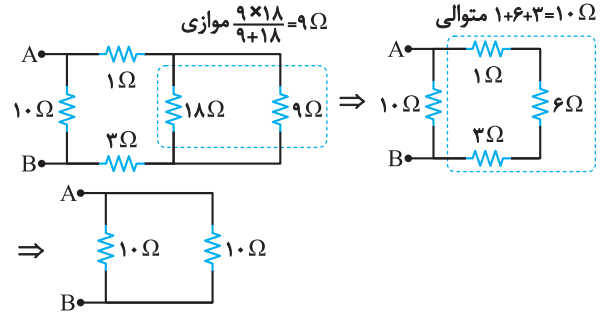 موازی ۹×۱۸/۹+۱۸=۹Ω
A
۱Ω
۱۰Ω
۱۸Ω
۹Ω
B
۳Ω
⇒
متوالی ۱+۶+۳=۱۰Ω
A
۱Ω
۱۰Ω
۶Ω
B
۳Ω
⇒
A
۱۰Ω
۱۰Ω
B